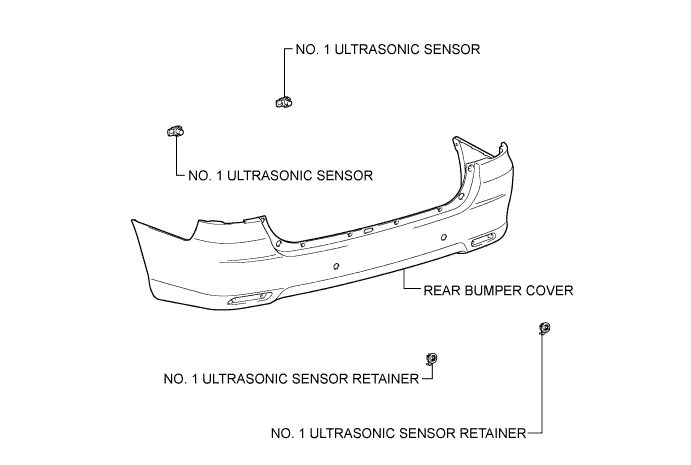 NO. 1 ULTRASONIC SENSOR
NO. 1 ULTRASONIC SENSOR
REAR BUMPER COVER
NO. 1 ULTRASONIC SENSOR RETAINER
NO. 1 ULTRASONIC SENSOR RETAINER